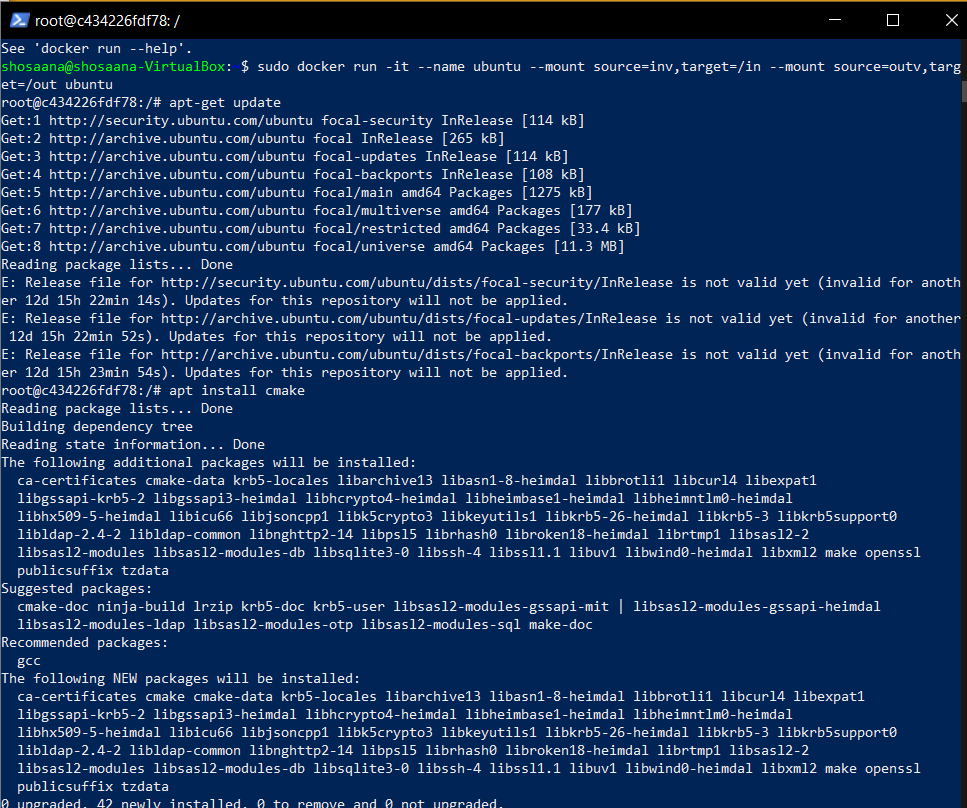 root@c434226fdf78: /
See 'docker run --help'.
shosaana@shosaana-VirtualBox: $ sudo docker run -it --name ubuntu --mount source=inv,target=/in --mount source=outv,targ
et=/out ubuntu
root@c434226fdf78:/# apt-get update
Get:1 http://security.ubuntu.com/ubuntu focal-security InRelease [114 kB]
Get:2 http://archive.ubuntu.com/ubuntu focal InRelease [265 kB]
Get:3 http://archive.ubuntu.com/ubuntu focal-updates InRelease [114 kB]
Get:4 http://archive.ubuntu.com/ubuntu focal-backports InRelease [108 kB]
Get:5 http://archive.ubuntu.com/ubuntu focal/main amd64 Packages [1275 kB]
Get:6 http://archive.ubuntu.com/ubuntu focal/multiverse amd64 Packages [177 kB]
Get:7 http://archive.ubuntu.com/ubuntu focal/restricted amd64 Packages [33.4 kB]
Get:8 http://archive.ubuntu.com/ubuntu focal/universe amd64 Packages [11.3 MB]
Reading package lists... Done
E: Release file for http://security.ubuntu.com/ubuntu/dists/focal-security/InRelease is not valid yet (invalid for anoth
er 12d 15h 22min 14s). Updates for this repository will not be applied.
E: Release file for http://archive.ubuntu.com/ubuntu/dists/focal-updates/InRelease is not valid yet (invalid for another
 12d 15h 22min 52s). Updates for this repository will not be applied.
E: Release file for http://archive.ubuntu.com/ubuntu/dists/focal-backports/InRelease is not valid yet (invalid for anoth
er 12d 15h 23min 54s). Updates for this repository will not be applied.
root@c434226fdf78:/# apt install cmake
Reading package lists... Done
Building dependency tree
Reading state information... Done
The following additional packages will be installed:
  ca-certificates cmake-data krb5-locales libarchive13 libasn1-8-heimdal libbrotli1 libcurl4 libexpat1
  libgssapi-krb5-2 libgssapi3-heimdal libhcrypto4-heimdal libheimbase1-heimdal libheimntlm0-heimdal
  libhx509-5-heimdal libicu66 libjsoncpp1 libk5crypto3 libkeyutils1 libkrb5-26-heimdal libkrb5-3 libkrb5support0
  libldap-2.4-2 libldap-common libnghttp2-14 libpsl5 librhash0 libroken18-heimdal librtmp1 libsasl2-2
  libsasl2-modules libsasl2-modules-db libsqlite3-0 libssh-4 libssl1.1 libuv1 libwind0-heimdal libxml2 make openssl
  publicsuffix tzdata
Suggested packages:
  cmake-doc ninja-build lrzip krb5-doc krb5-user libsasl2-modules-gssapi-mit | libsasl2-modules-gssapi-heimdal
  libsasl2-modules-ldap libsasl2-modules-otp libsasl2-modules-sql make-doc
Recommended packages:
  gcc
The following NEW packages will be installed:
  ca-certificates cmake cmake-data krb5-locales libarchive13 libasn1-8-heimdal libbrotli1 libcurl4 libexpat1
  libgssapi-krb5-2 libgssapi3-heimdal libhcrypto4-heimdal libheimbase1-heimdal libheimntlm0-heimdal
  libhx509-5-heimdal libicu66 libjsoncpp1 libk5crypto3 libkeyutils1 libkrb5-26-heimdal libkrb5-3 libkrb5support0
  libldap-2.4-2 libldap-common libnghttp2-14 libpsl5 librhash0 libroken18-heimdal librtmp1 libsasl2-2
  libsasl2-modules libsasl2-modules-db libsqlite3-0 libssh-4 libssl1.1 libuv1 libwind0-heimdal libxml2 make openssl
  publicsuffix tzdata
0 upgraded, 42 newly installed, 0 to remove and 0 not upgraded.